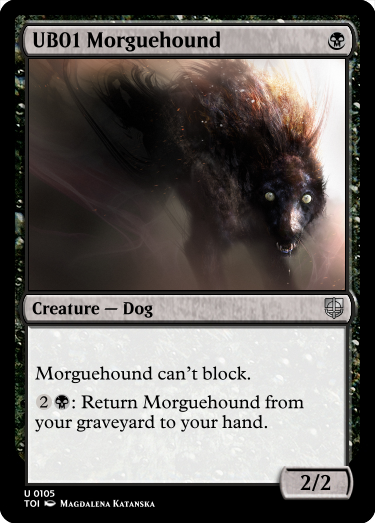 UB01 Morguehound
Creature — Dog
Morguehound can't block.
2 : Return Morguehound from
your graveyard to your hand.
2/2
U 0105
TOI Magdalena Katanska